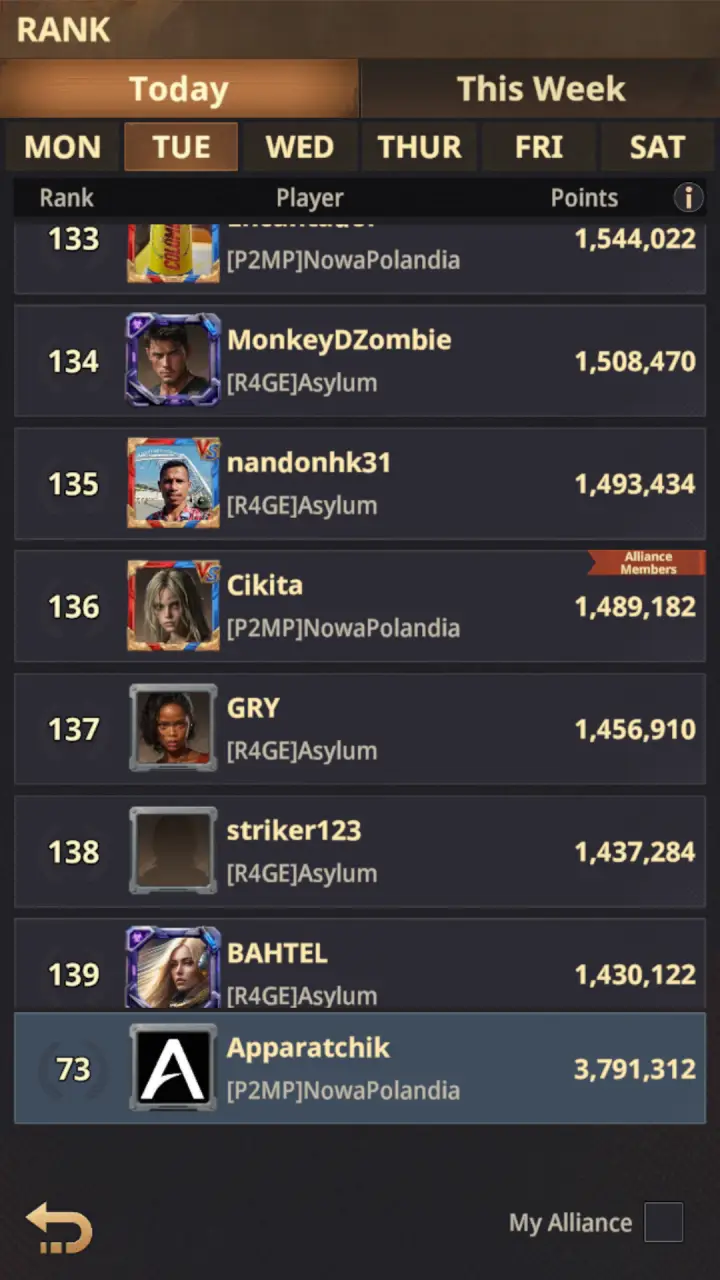 RANK
Today This Week
MON TUE WED THUR FRI SAT
Rank Player Points i
133 1,544,022
[P2MP]NowaPolandia
134 MonkeyDZombie 1,508,470
[R4GE]Asylum
135 nandonhk31 1,493,434
[R4GE]Asylum
Alliance
Members
136 Cikita 1,489,182
[P2MP]NowaPolandia
137 GRY 1,456,910
[R4GE]Asylum
138 striker123 1,437,284
[R4GE]Asylum
139 BAHTEL 1,430,122
[R4GE]Asylum
73 Apparatchik 3,791,312
[P2MP]NowaPolandia
My Alliance